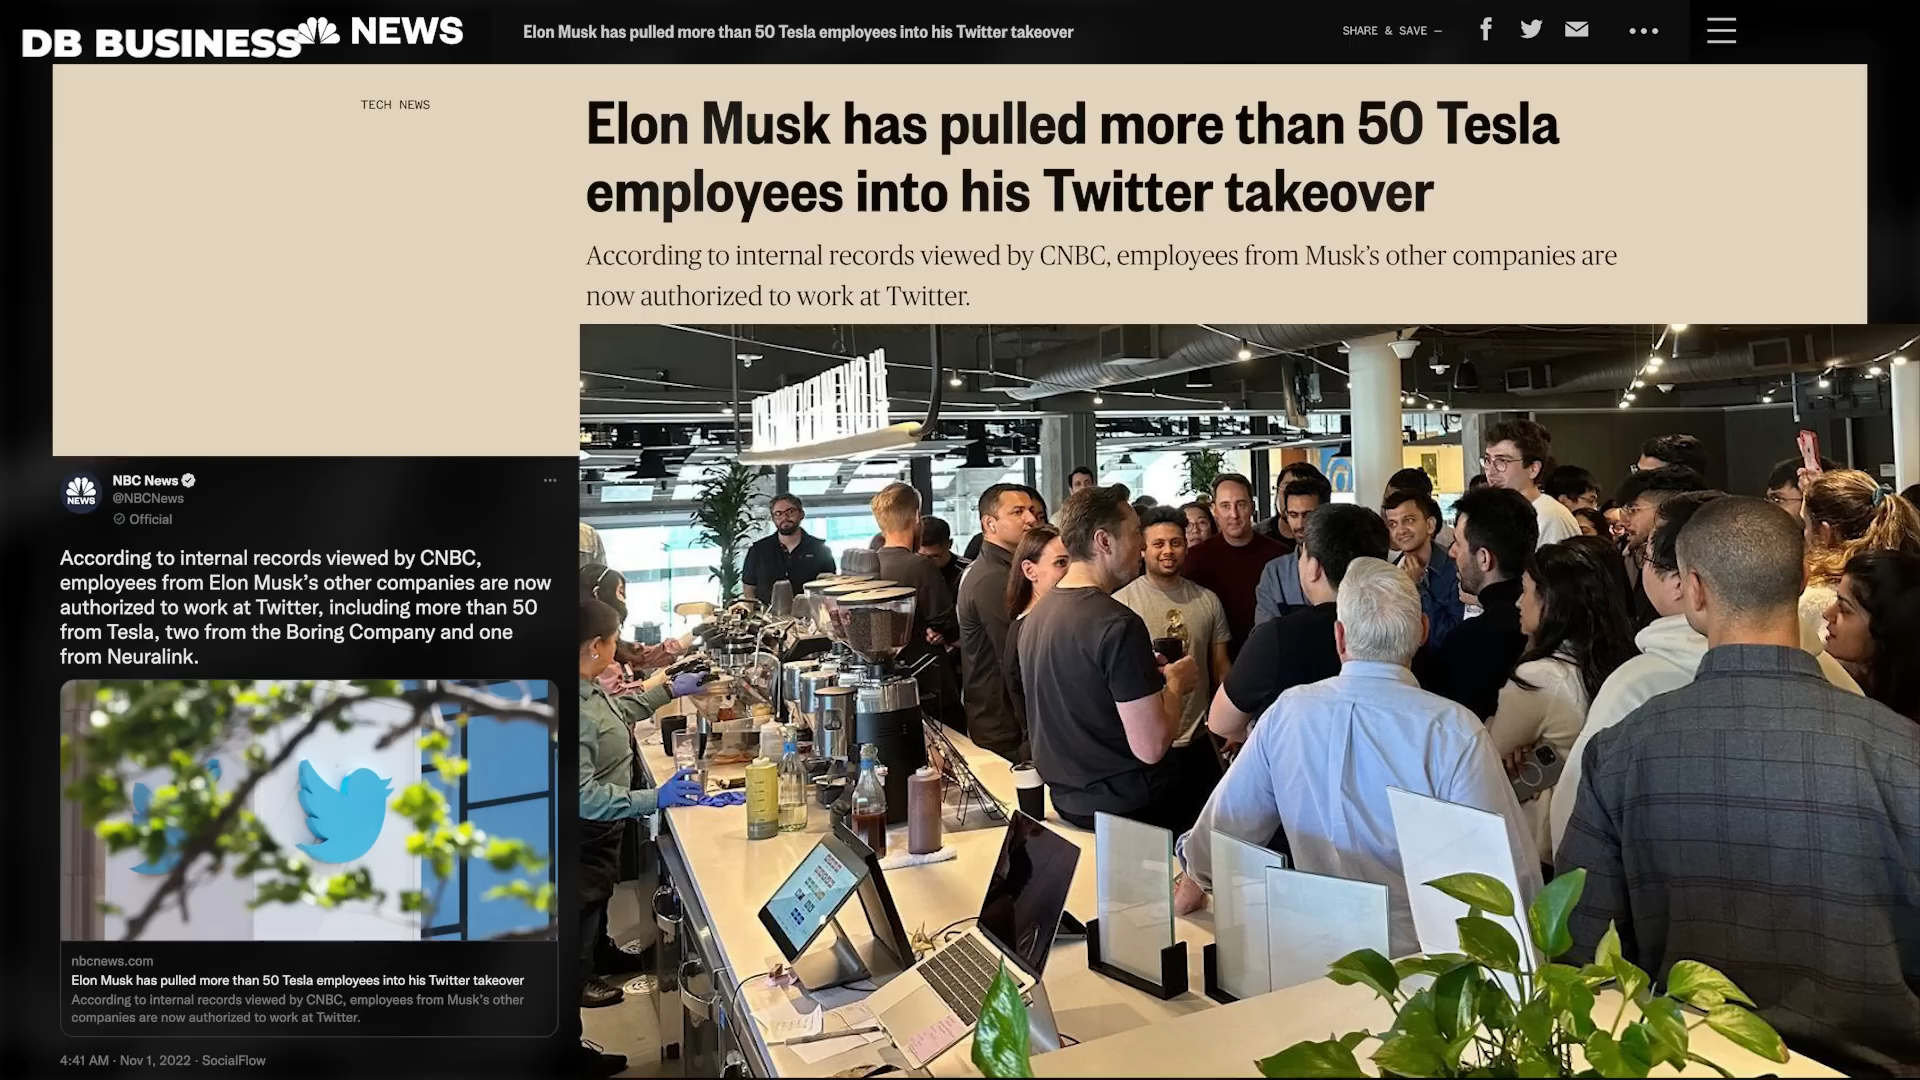 DB BUSINESS
NEWS
Elon Musk has pulled more than 50 Tesla employees into his Twitter takeover
SHARE & SAVE —
TECH NEWS
Elon Musk has pulled more than 50 Tesla
employees into his Twitter takeover
According to internal records viewed by CNBC, employees from Musk's other companies are
now authorized to work at Twitter.
NEWS
NBC News
@NBCNews
Official
According to internal records viewed by CNBC,
employees from Elon Musk's other companies are now
authorized to work at Twitter, including more than 50
from Tesla, two from the Boring Company and one
from Neuralink.
nbcnews.com
Elon Musk has pulled more than 50 Tesla employees into his Twitter takeover
According to internal records viewed by CNBC, employees from Musk's other
companies are now authorized to work at Twitter.
4:41 AM · Nov 1, 2022 · SocialFlow